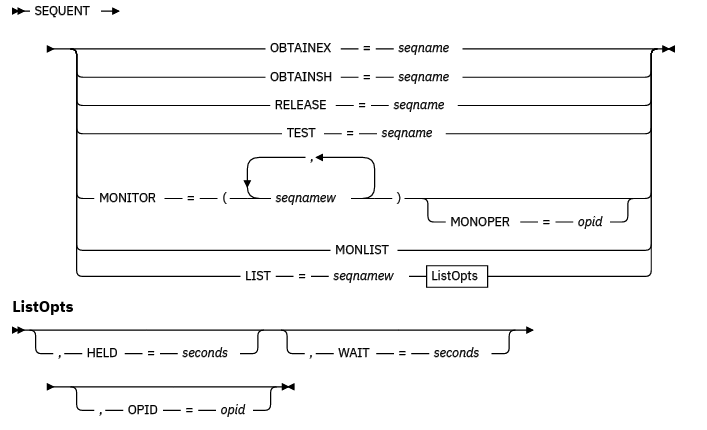 SEQUENT
OBTAINEX = seqname
OBTAINSH = seqname
RELEASE = seqname
TEST = seqname
,
MONITOR = ( seqnamew )
MONOPER = opid
MONLIST
LIST = seqnamew ListOpts
ListOpts
, HELD = seconds , WAIT = seconds
, OPID = opid